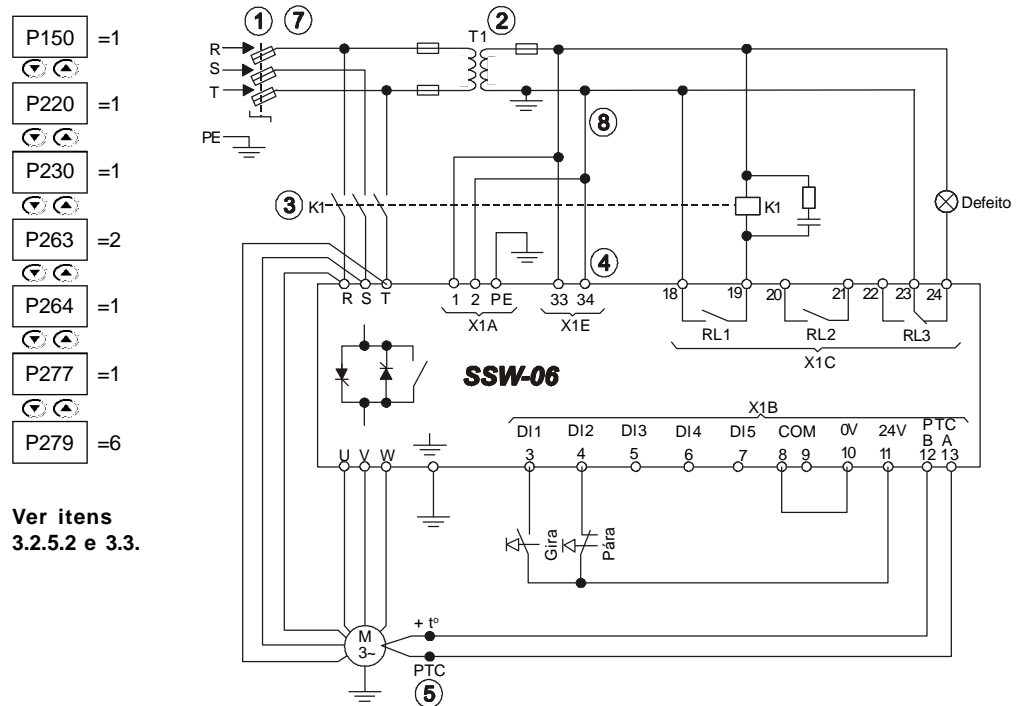 P150 =1
P220 =1
P230 =1
P263 =2
P264 =1
P277 =1
P279 =6
Ver itens
3.2.5.2 e 3.3.
1 7 2
T1
R
S
T
PE
8
3 K1 K1 Defeito
4
R S T 1 2 PE 33 34 18 19 20 21 22 23 24
X1A X1E RL1 RL2 RL3
X1C
SSW-06
X1B
DI1 DI2 DI3 DI4 DI5 COM 0V 24V PTC
B A
3 4 5 6 7 8 9 10 11 12 13
U V W
Gira
Pára
+ tº
M
3~
PTC
5